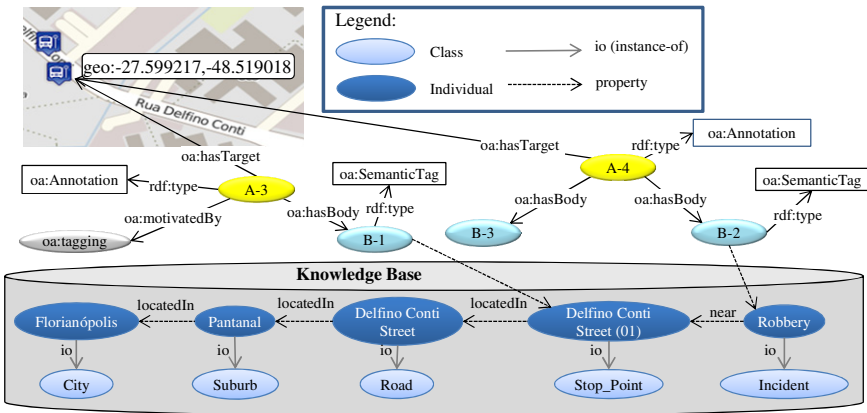 Legend:
Class
io (instance-of)
Individual
property
Delfino
geo:-27.599217,-48.519018
Rua Delfino Conti
oa:hasTarget
oa:hasTarget
oa:Annotation
oa:Annotation
rdf:type
A-3
oa:SemanticTag
A-4
rdf:type
oa:SemanticTag
oa:motivatedBy
oa:hasBody
rdf:type
oa:hasBody
oa:hasBody
rdf:type
oa:tagging
B-1
B-3
B-2
Knowledge Base
Florianópolis
locatedIn
Pantanal
locatedIn
Delfino Conti
Street
locatedIn
Delfino Conti
Street (01)
near
Robbery
io
io
io
io
io
City
Suburb
Road
Stop_Point
Incident